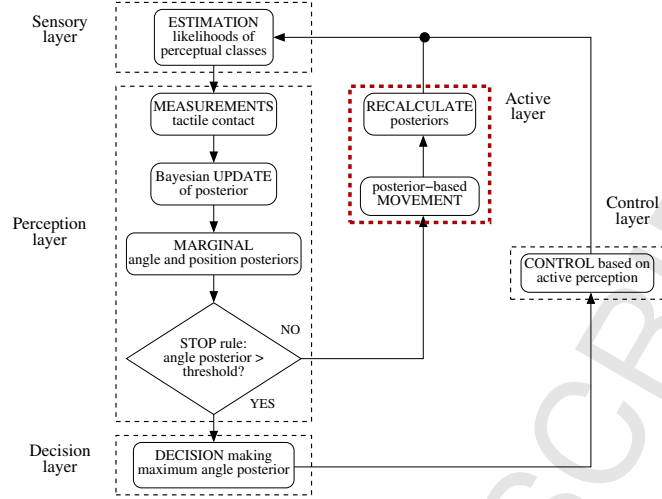 Sensory
layer
ESTIMATION
likelihoods of
perceptual classes
MEASUREMENTS
tactile contact
Bayesian UPDATE
of posterior
Perception
layer
MARGINAL
angle and position posteriors
STOP rule:
angle posterior >
threshold?
NO
YES
Decision
layer
DECISION making
maximum angle posterior
RECALCULATE
posteriors
posterior−based
MOVEMENT
Active
layer
Control
layer
CONTROL based on
active perception